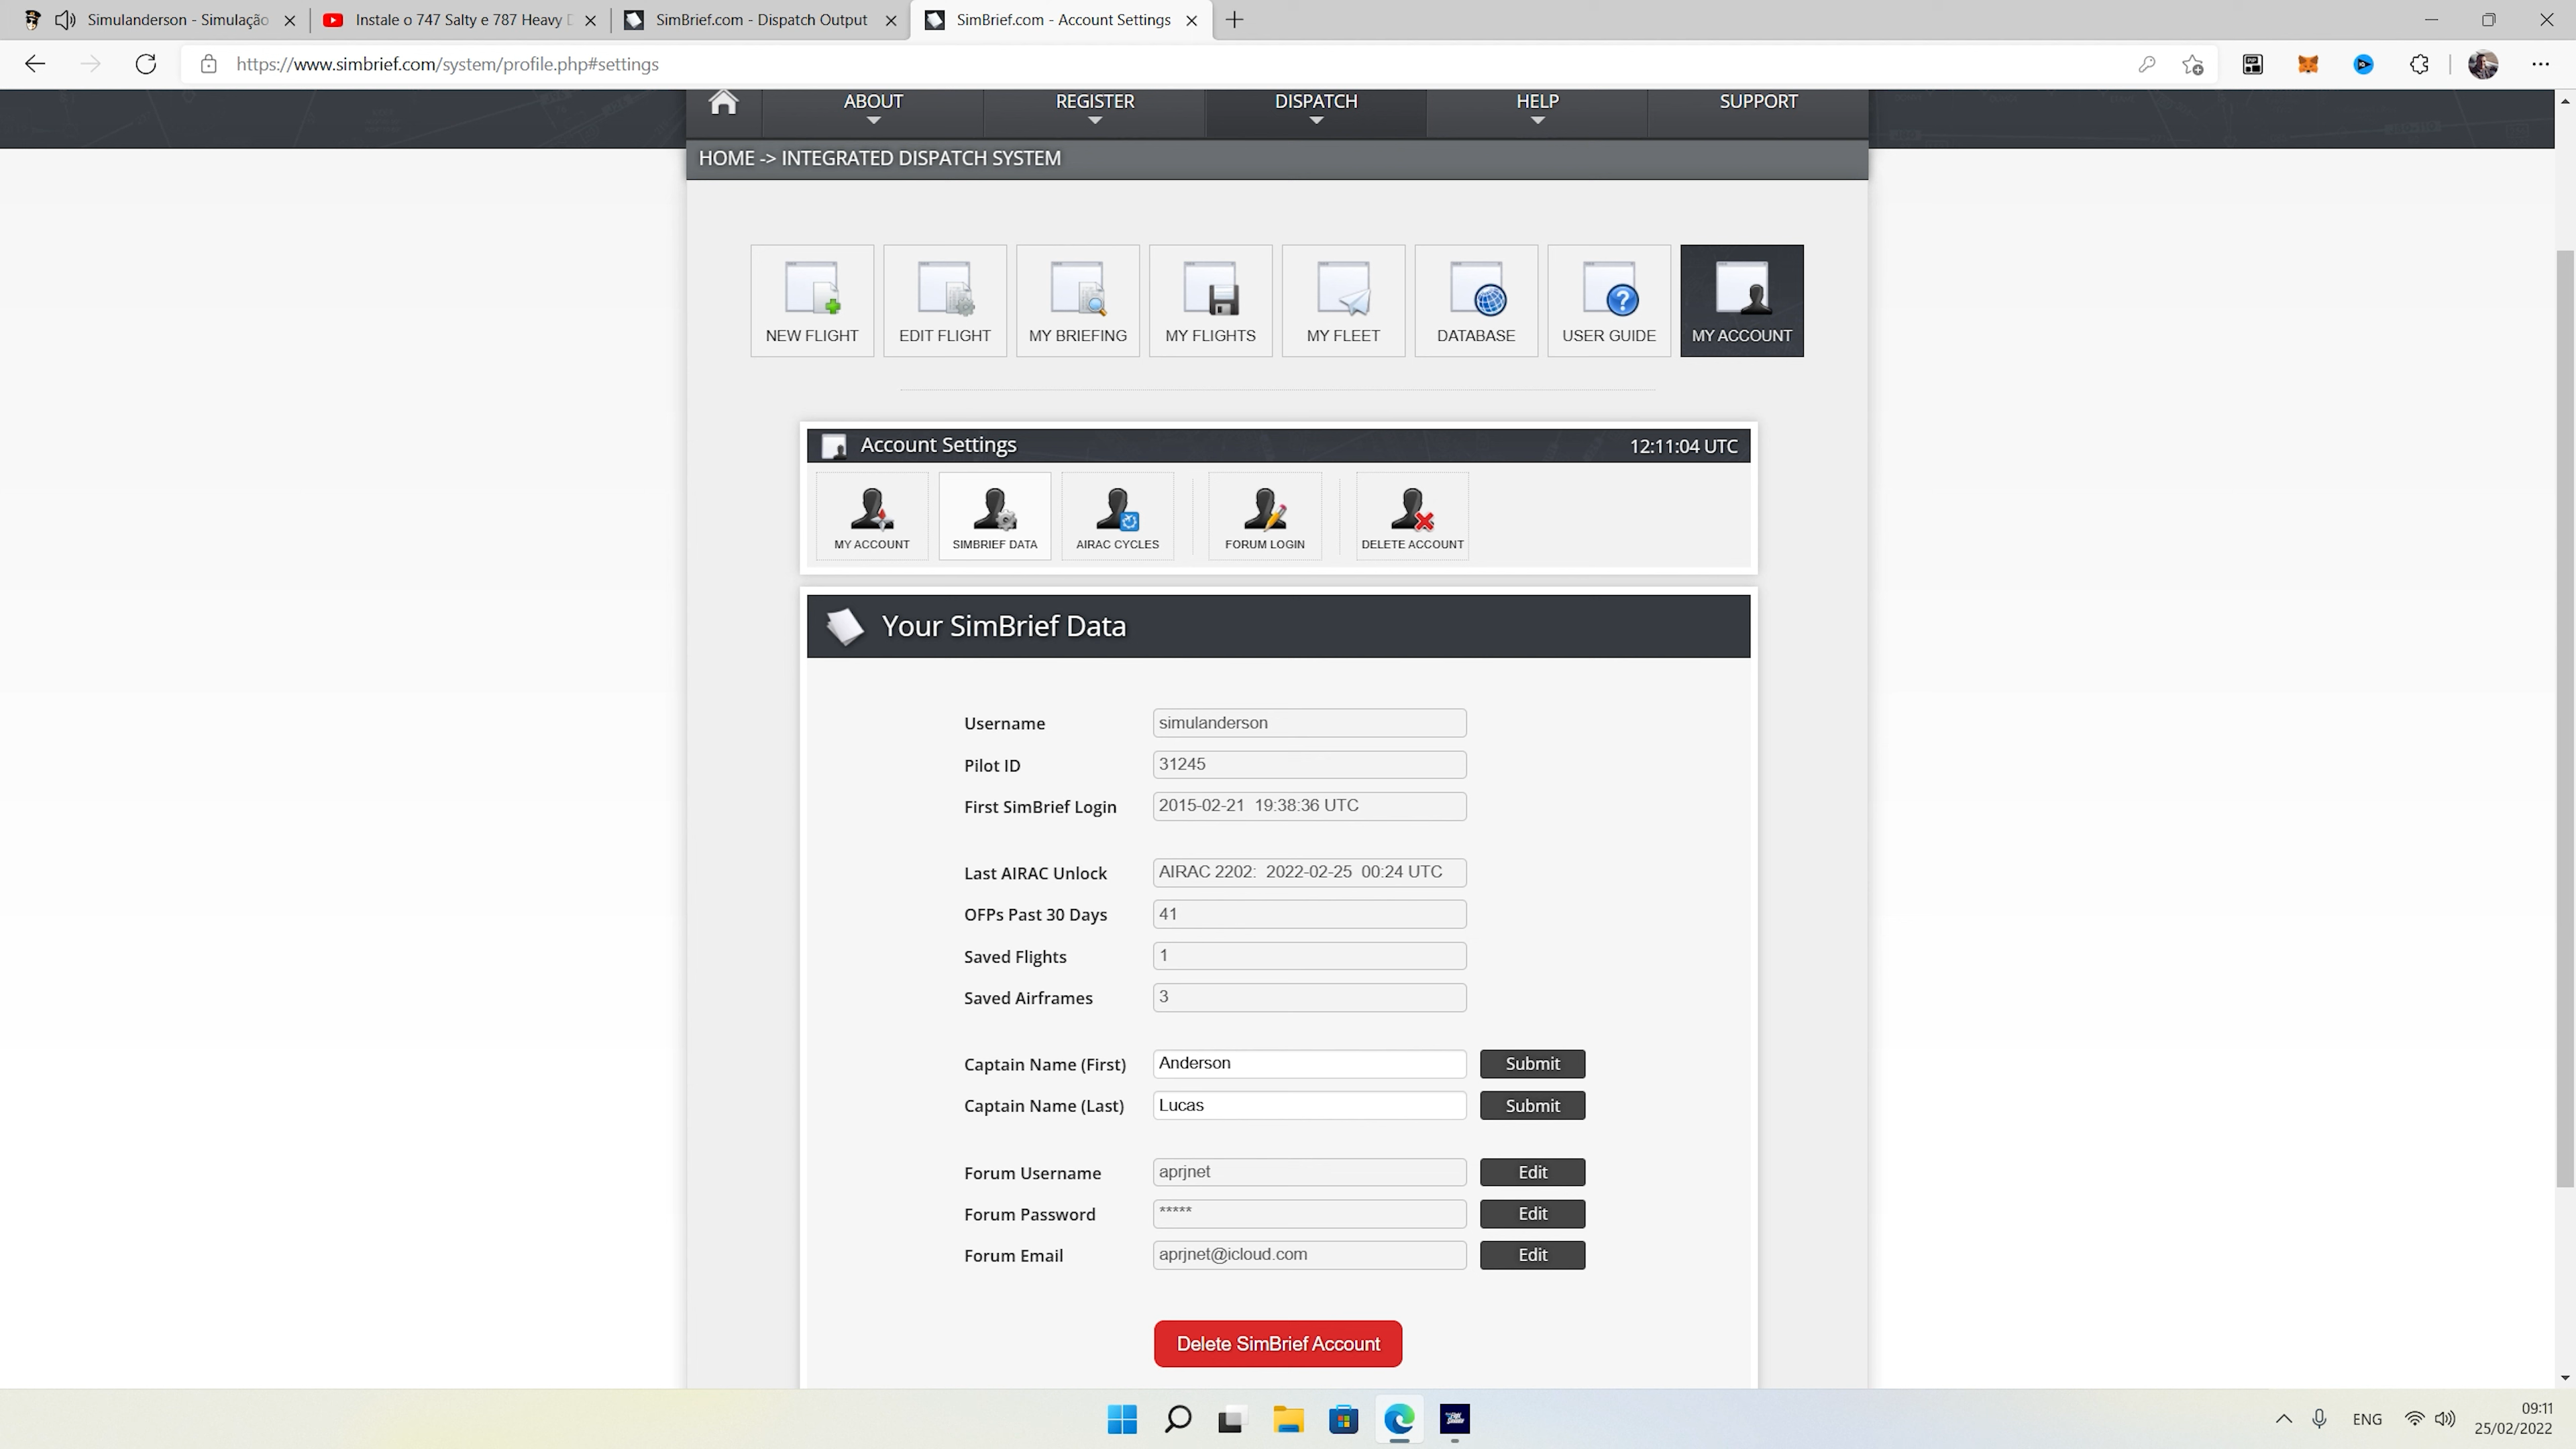 Simulanderson - Simulação
Instale o 747 Salty e 787 Heavy
SimBrief.com - Dispatch Output
SimBrief.com - Account Settings
https://www.simbrief.com/system/profile.php#settings
ABOUT
REGISTER
DISPATCH
HELP
SUPPORT
HOME -> INTEGRATED DISPATCH SYSTEM
NEW FLIGHT
EDIT FLIGHT
MY BRIEFING
MY FLIGHTS
MY FLEET
DATABASE
USER GUIDE
MY ACCOUNT
Account Settings
12:11:04 UTC
MY ACCOUNT
SIMBRIEF DATA
AIRAC CYCLES
FORUM LOGIN
DELETE ACCOUNT
Your SimBrief Data
Username simulanderson
Pilot ID 31245
First SimBrief Login 2015-02-21 19:38:36 UTC
Last AIRAC Unlock AIRAC 2202: 2022-02-25 00:24 UTC
OFPs Past 30 Days 41
Saved Flights 1
Saved Airframes 3
Captain Name (First) Anderson Submit
Captain Name (Last) Lucas Submit
Forum Username aprjnet Edit
Forum Password ***** Edit
Forum Email aprjnet@icloud.com Edit
Delete SimBrief Account
ENG
09:11
25/02/2022